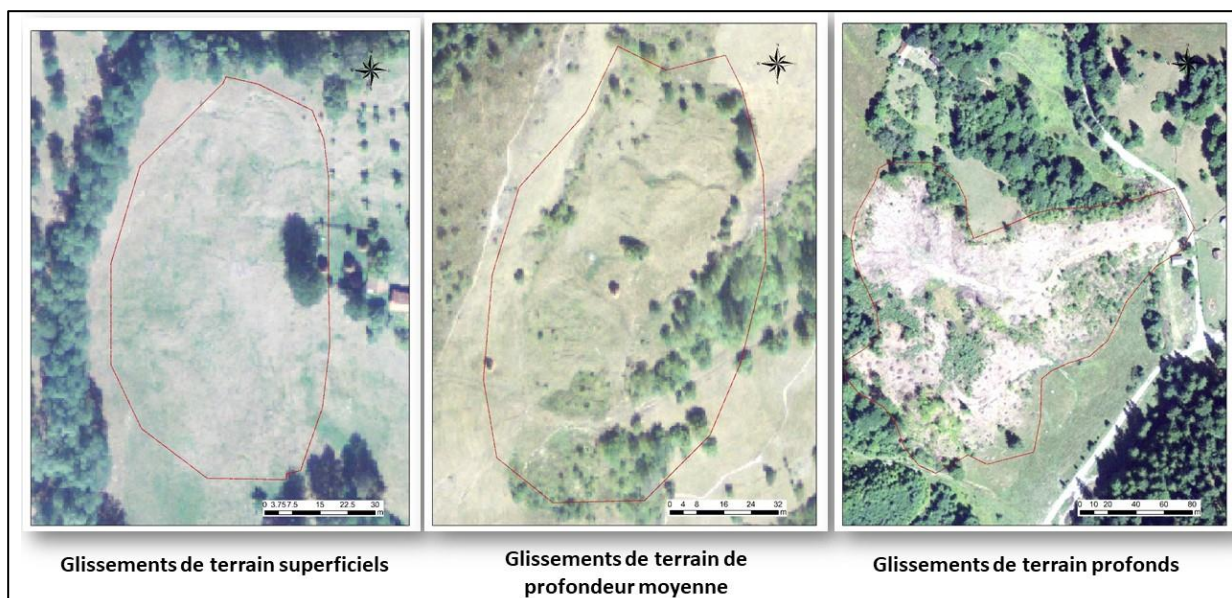 0 3.757.5 15 22.5 30
m
0 4 8 16 24 32
m
0 10 20 40 60 80
m
Glissements de terrain superficiels
Glissements de terrain de
profondeur moyenne
Glissements de terrain profonds